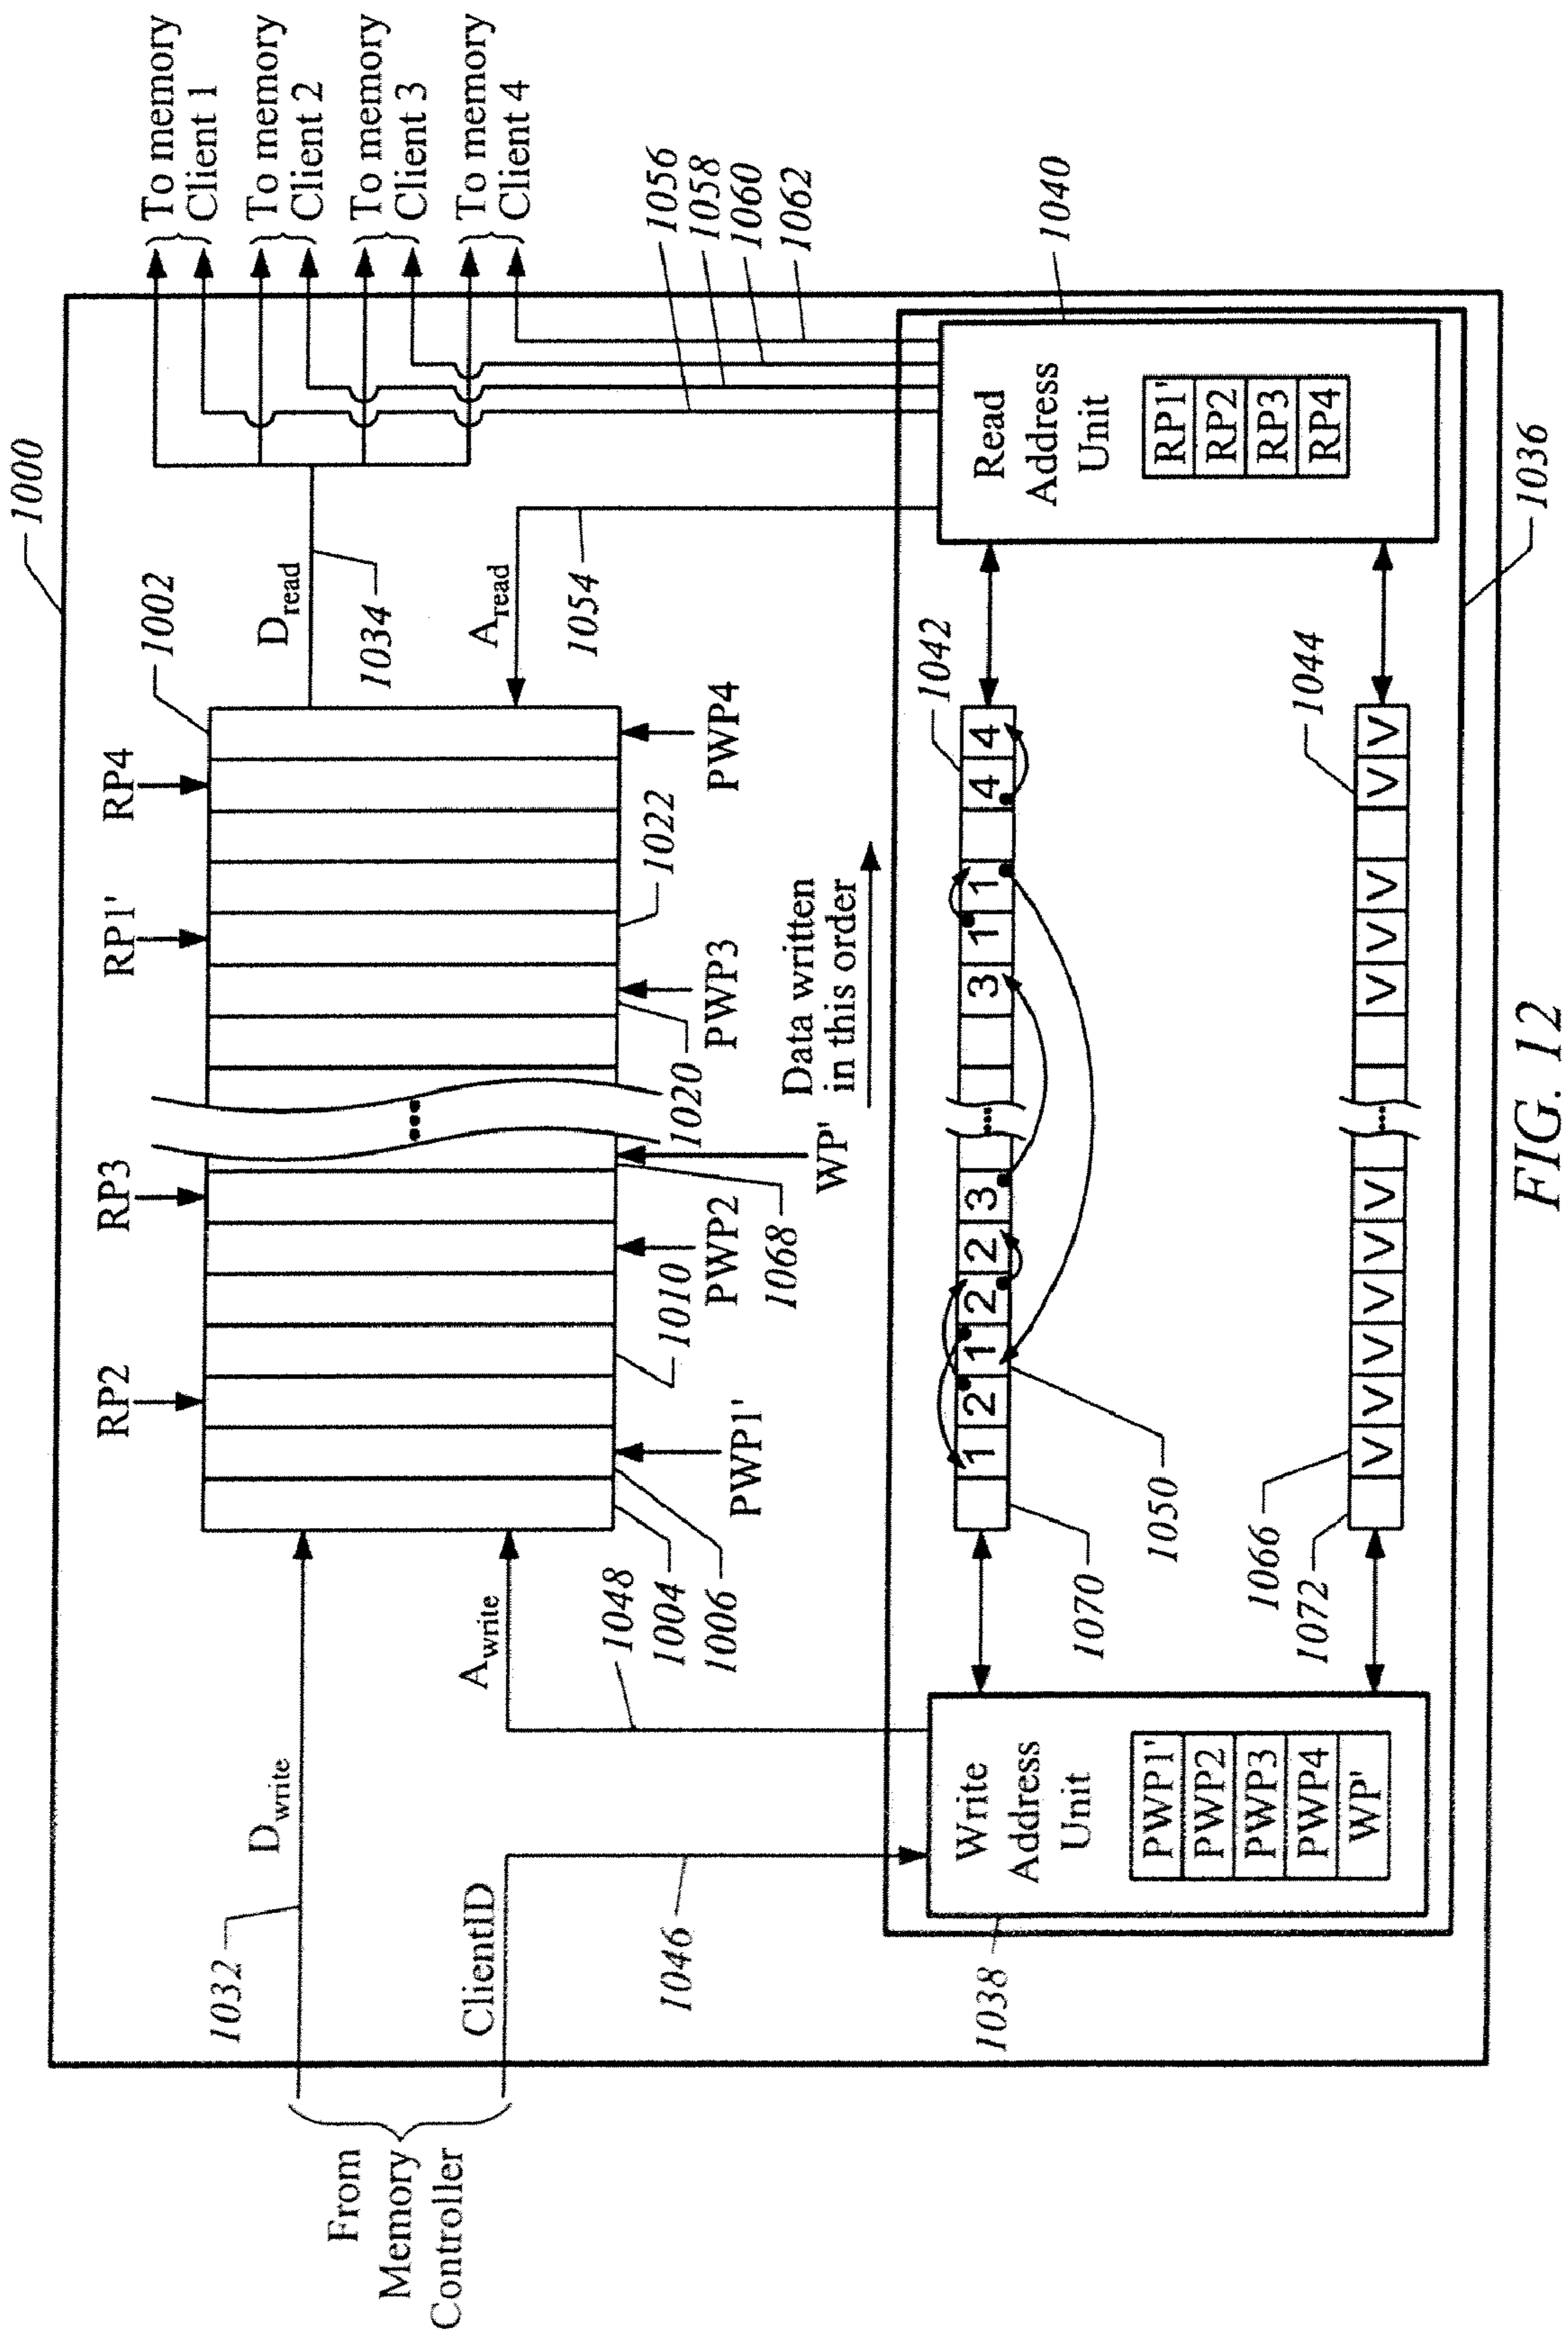 1000
1002
RP2
RP3
RP1'
RP4
To memory
Client 1
To memory
Client 2
To memory
Client 3
To memory
Client 4
From
Memory
Controller
1032
Dwrite
ClientID
1046
Awrite
1048
1004
1006
PWP1'
1010
PWP2
1068
WP'
1020
PWP3
1022
PWP4
Dread
1034
Aread
1054
1056
1058
1060
1062
Data written
in this order
1038
Write
Address
Unit
PWP1'
PWP2
PWP3
PWP4
WP'
1070
1050
1042
1 2 1 2 2 3 ... 3 1 1 4 4
1066
1072
1044
V V V V V V ... V V V V V
1040
Read
Address
Unit
RP1'
RP2
RP3
RP4
1036
FIG. 12